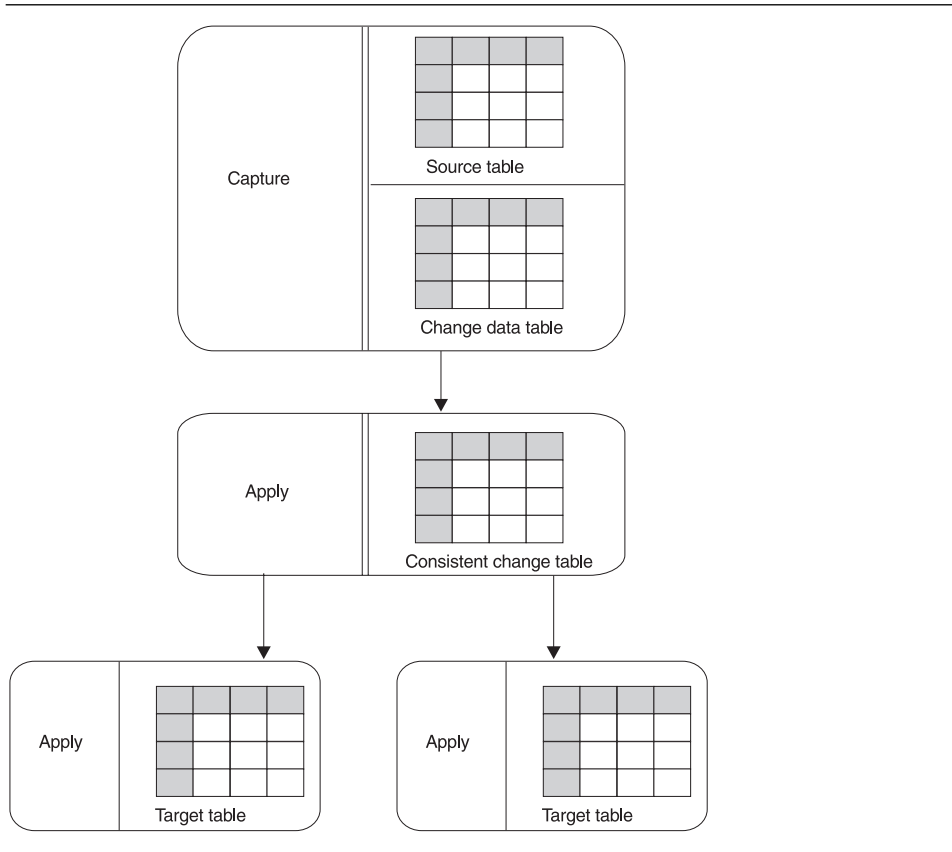 Source table
Capture
Change data table
Apply
Consistent change table
Apply
Target table
Apply
Target table